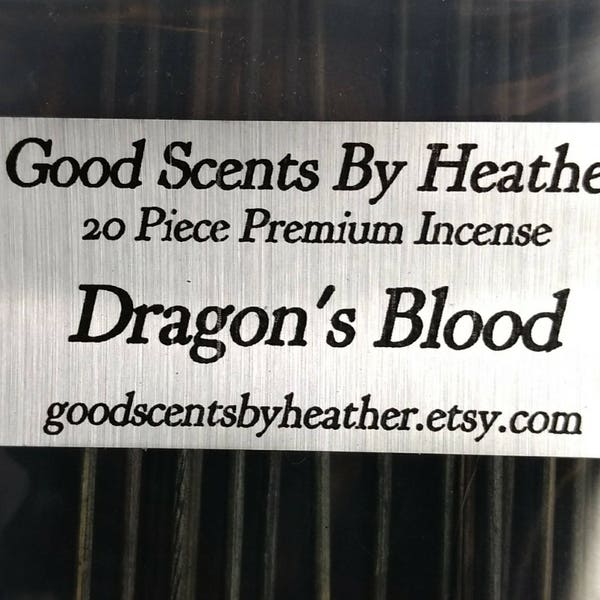 Good Scents By Heathe
20 Piece Premium Incense
Dragon's Blood
goodscentsbyheather.etsy.com